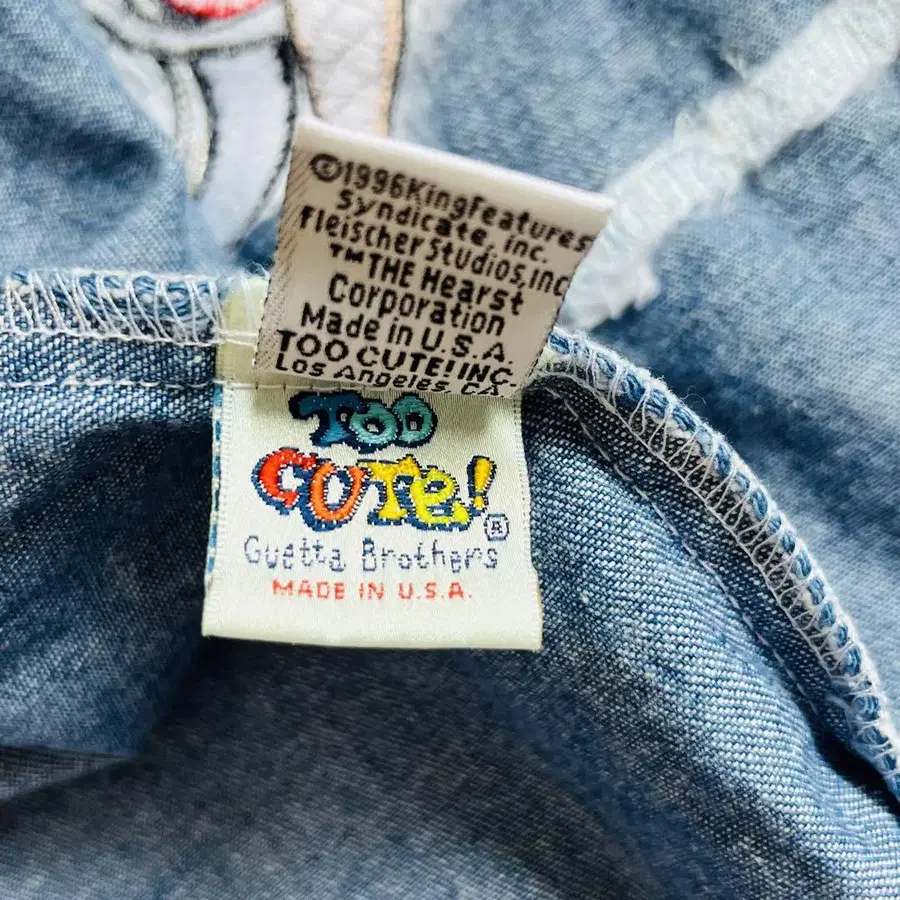 ©1996KingFeatures
Syndicate, inc.
Fleischer Studios, inc
™THE Hearst
Corporation
Made in U.S.A.
TOO CUTE! INC.
Los Angeles, CA.
TOO
CUTe!®
Guetta Brothers
MADE IN U.S.A.